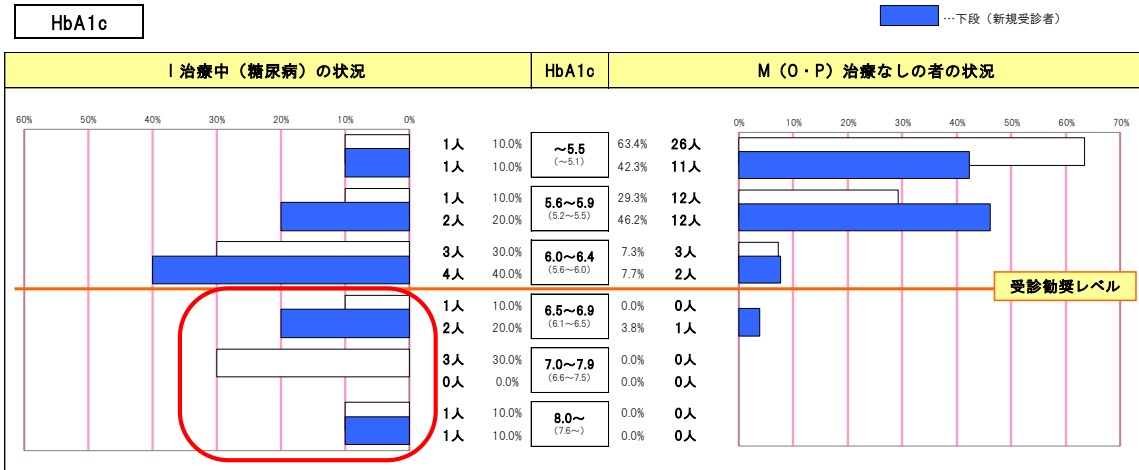 HbA1c
…下段（新規受診者）
I 治療中（糖尿病）の状況 HbA1c M（O・P）治療なしの者の状況
60% 50% 40% 30% 20% 10% 0% 0% 10% 20% 30% 40% 50% 60% 70%
1人 10.0% ～5.5 63.4% 26人
1人 10.0% （～5.1） 42.3% 11人
1人 10.0% 5.6～5.9 29.3% 12人
2人 20.0% （5.2～5.5） 46.2% 12人
3人 30.0% 6.0～6.4 7.3% 3人
4人 40.0% （5.6～6.0） 7.7% 2人
受診勧奨レベル
1人 10.0% 6.5～6.9 0.0% 0人
2人 20.0% （6.1～6.5） 3.8% 1人
3人 30.0% 7.0～7.9 0.0% 0人
0人 0.0% （6.6～7.5） 0.0% 0人
1人 10.0% 8.0～ 0.0% 0人
1人 10.0% （7.6～） 0.0% 0人